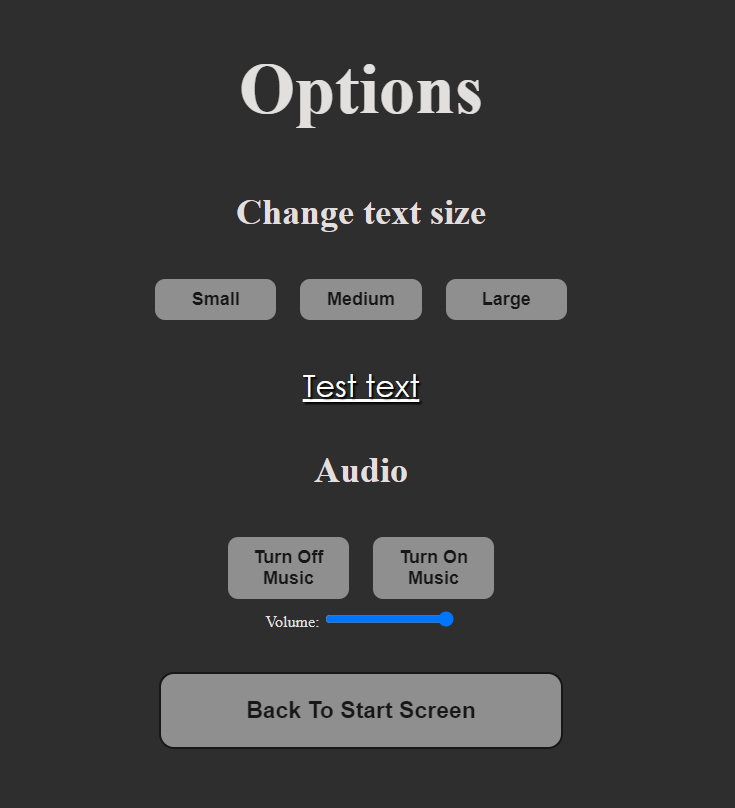 Options
Change text size
Small Medium Large
Test text
Audio
Turn Off Turn On
Music Music
Volume:
Back To Start Screen